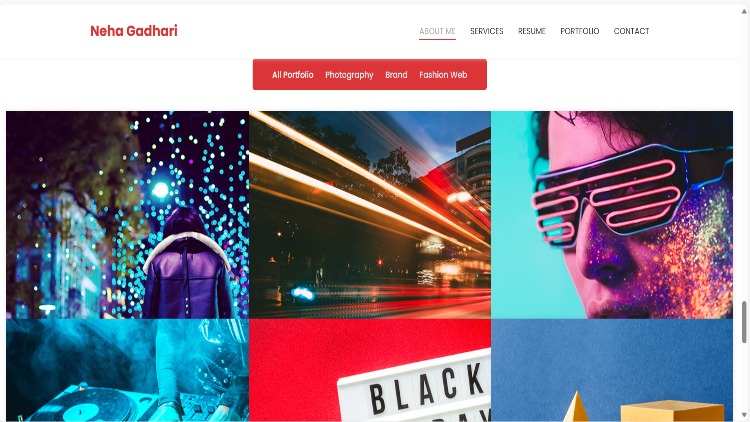 Neha Gadhari
ABOUT ME SERVICES RESUME PORTFOLIO CONTACT
All Portfolio Photography Brand Fashion Web
BLACK